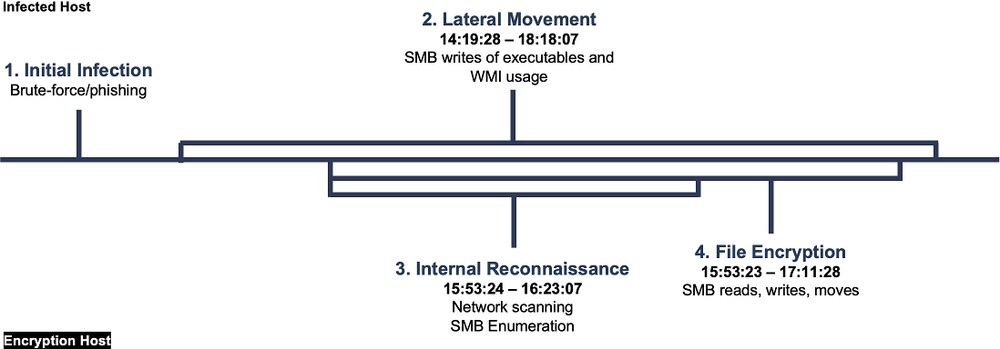 Infected Host
2. Lateral Movement
14:19:28 – 18:18:07
SMB writes of executables and
WMI usage
1. Initial Infection
Brute-force/phishing
3. Internal Reconnaissance
15:53:24 – 16:23:07
Network scanning
SMB Enumeration
4. File Encryption
15:53:23 – 17:11:28
SMB reads, writes, moves
Encryption Host